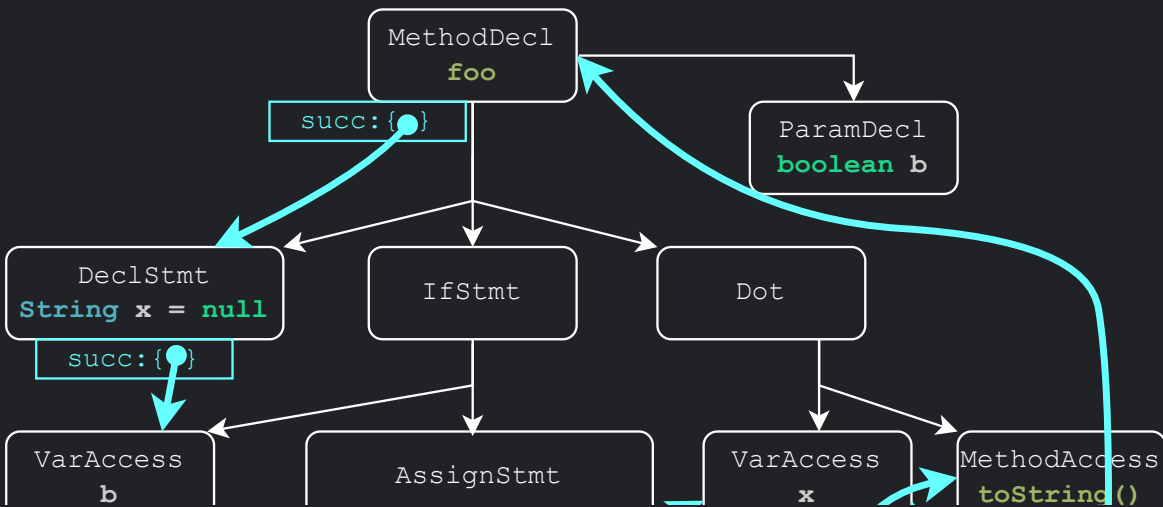 MethodDecl
foo
succ:{ }
ParamDecl
boolean b
DeclStmt
String x = null
IfStmt
Dot
succ:{ }
VarAccess
b
AssignStmt
VarAccess
x
MethodAccess
toString()